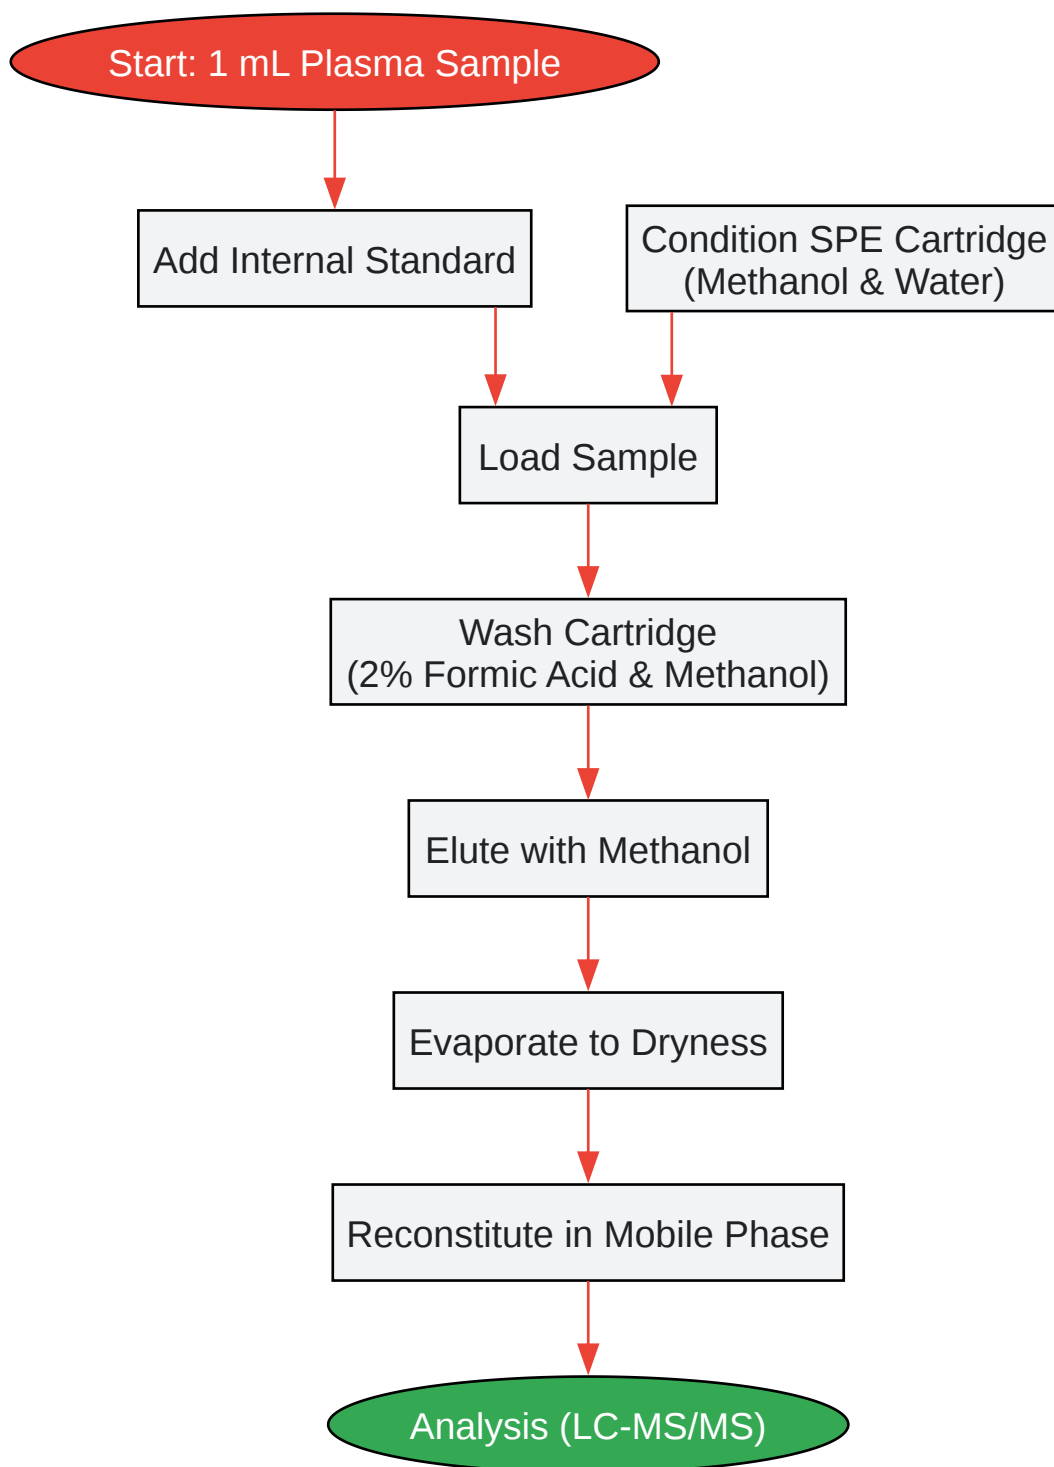 Start: 1 mL Plasma Sample
Add Internal Standard
Condition SPE Cartridge
(Methanol & Water)
Load Sample
Wash Cartridge
(2% Formic Acid & Methanol)
Elute with Methanol
Evaporate to Dryness
Reconstitute in Mobile Phase
Analysis (LC-MS/MS)